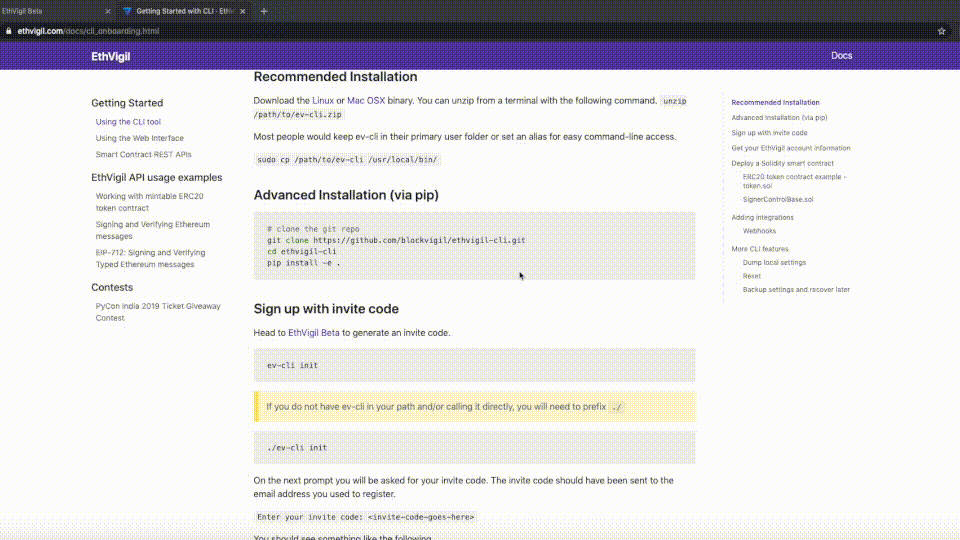 EthVigil Beta
Getting Started with CLI · EthVi
ethvigil.com/docs/cli_onboarding.html
EthVigil
Docs
Getting Started
Using the CLI tool
Using the Web Interface
Smart Contract REST APIs
EthVigil API usage examples
Working with mintable ERC20
token contract
Signing and Verifying Ethereum
messages
EIP-712: Signing and Verifying
Typed Ethereum messages
Contests
PyCon India 2019 Ticket Giveaway
Contest
Recommended Installation
Download the Linux or Mac OSX binary. You can unzip from a terminal with the following command. unzip
/path/to/ev-cli.zip
Most people would keep ev-cli in their primary user folder or set an alias for easy command-line access.
sudo cp /path/to/ev-cli /usr/local/bin/
Advanced Installation (via pip)
# clone the git repo
git clone https://github.com/blockvigil/ethvigil-cli.git
cd ethvigil-cli
pip install -e .
Sign up with invite code
Head to EthVigil Beta to generate an invite code.
ev-cli init
If you do not have ev-cli in your path and/or calling it directly, you will need to prefix ./
./ev-cli init
On the next prompt you will be asked for your invite code. The invite code should have been sent to the
email address you used to register.
Enter your invite code: <invite-code-goes-here>
You should see something like the following
Recommended Installation
Advanced Installation (via pip)
Sign up with invite code
Get your EthVigil account information
Deploy a Solidity smart contract
ERC20 token contract example -
token.sol
SignerControlBase.sol
Adding integrations
Webhooks
More CLI features
Dump local settings
Reset
Backup settings and recover later